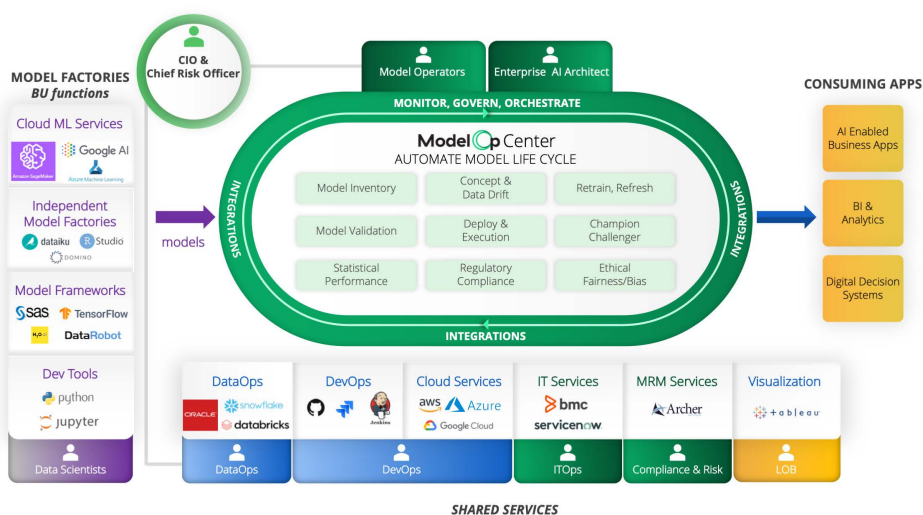 CIO &
Chief Risk Officer
Model Operators
Enterprise AI Architect
MODEL FACTORIES
BU functions
Cloud ML Services
Amazon SageMaker
Google AI
Azure Machine Learning
Independent
Model Factories
dataiku
R Studio
DOMINO
Model Frameworks
SAS
TensorFlow
H2O.ai
DataRobot
Dev Tools
python
jupyter
Data Scientists
models
MONITOR, GOVERN, ORCHESTRATE
INTEGRATIONS
ModelOp Center
AUTOMATE MODEL LIFE CYCLE
Model Inventory
Concept &
Data Drift
Retrain, Refresh
Model Validation
Deploy &
Execution
Champion
Challenger
Statistical
Performance
Regulatory
Compliance
Ethical
Fairness/Bias
INTEGRATIONS
INTEGRATIONS
CONSUMING APPS
AI Enabled
Business Apps
BI &
Analytics
Digital Decision
Systems
DataOps
ORACLE
snowflake
databricks
DataOps
DevOps
Jenkins
Cloud Services
aws
Azure
Google Cloud
DevOps
IT Services
bmc
servicenow
ITOps
MRM Services
Archer
Compliance & Risk
Visualization
+ableau
LOB
SHARED SERVICES